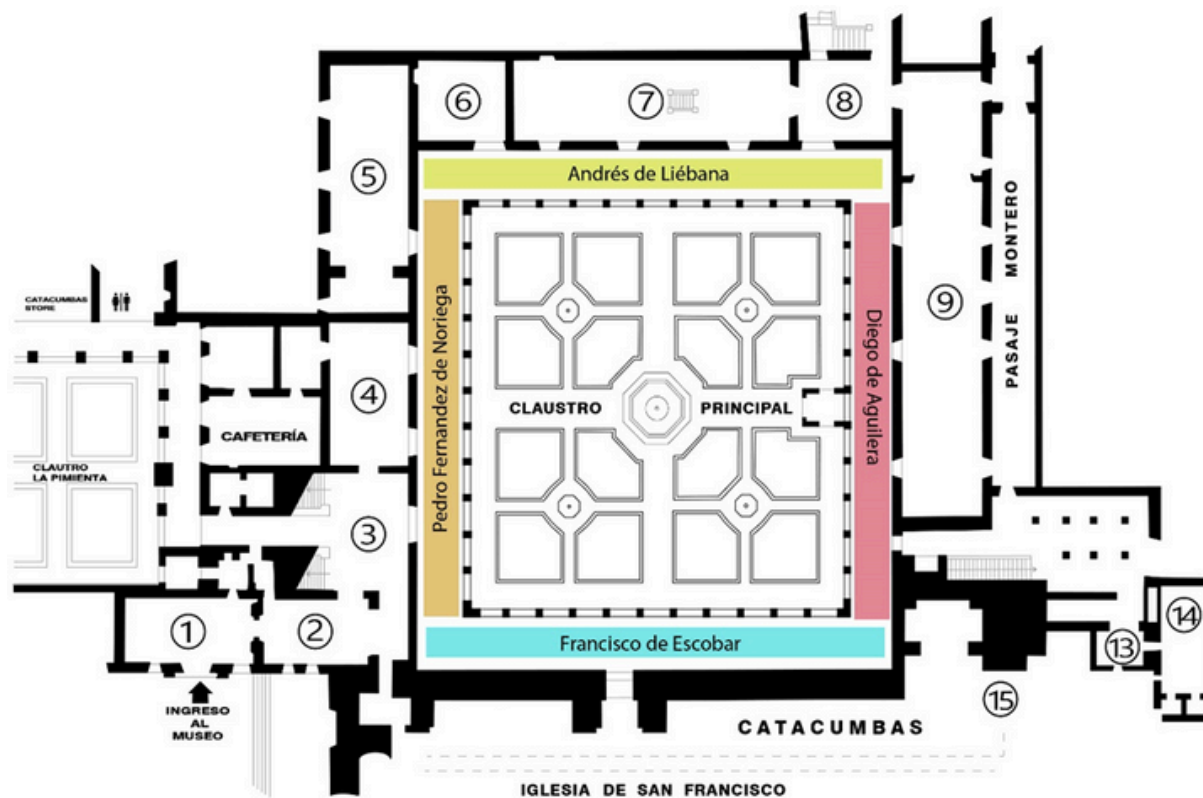 ⑥
⑦
⑧
Andrés de Liébana
⑤
CATACUMBAS
STORE
Pedro Fernandez de Noriega
Diego de Aguilera
⑨
PASAJE MONTERO
④
CLAUSTRO PRINCIPAL
CAFETERÍA
CLAUTRO
LA PIMIENTA
③
①
②
Francisco de Escobar
⑬
⑭
⑮
INGRESO
AL
MUSEO
CATACUMBAS
IGLESIA DE SAN FRANCISCO